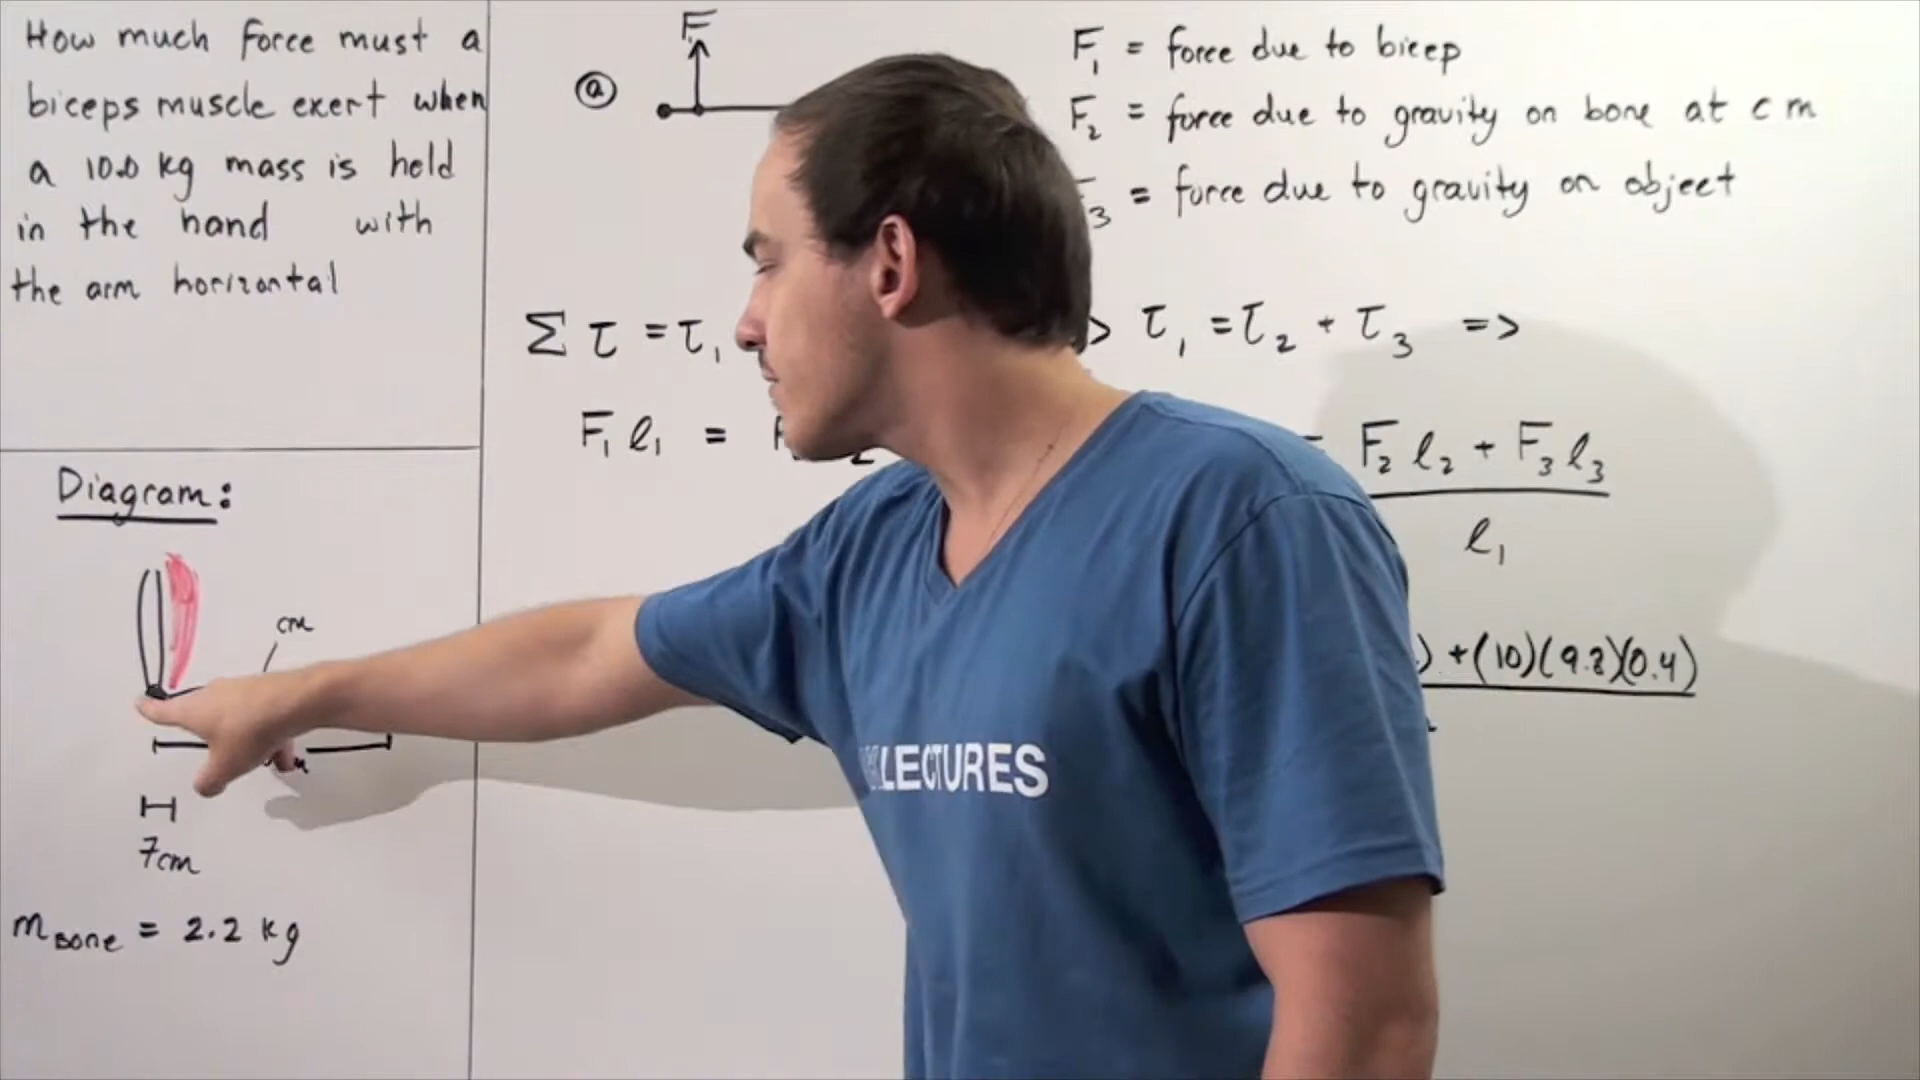 How much force must a
biceps muscle exert when
a 10.0 kg mass is held
in the hand with
the arm horizontal
Diagram:
cm
7cm
m Bone = 2.2 kg
ⓐ
F
F₁ = force due to bicep
F₂ = force due to gravity on bone at cm
3 = force due to gravity on object
Σ τ = τ₁ > τ₁ = τ₂ + τ₃ =>
F₁ ℓ₁ =
F₂ ℓ₂ + F₃ ℓ₃
ℓ₁
) + (10)(9.8)(0.4)
LECTURES